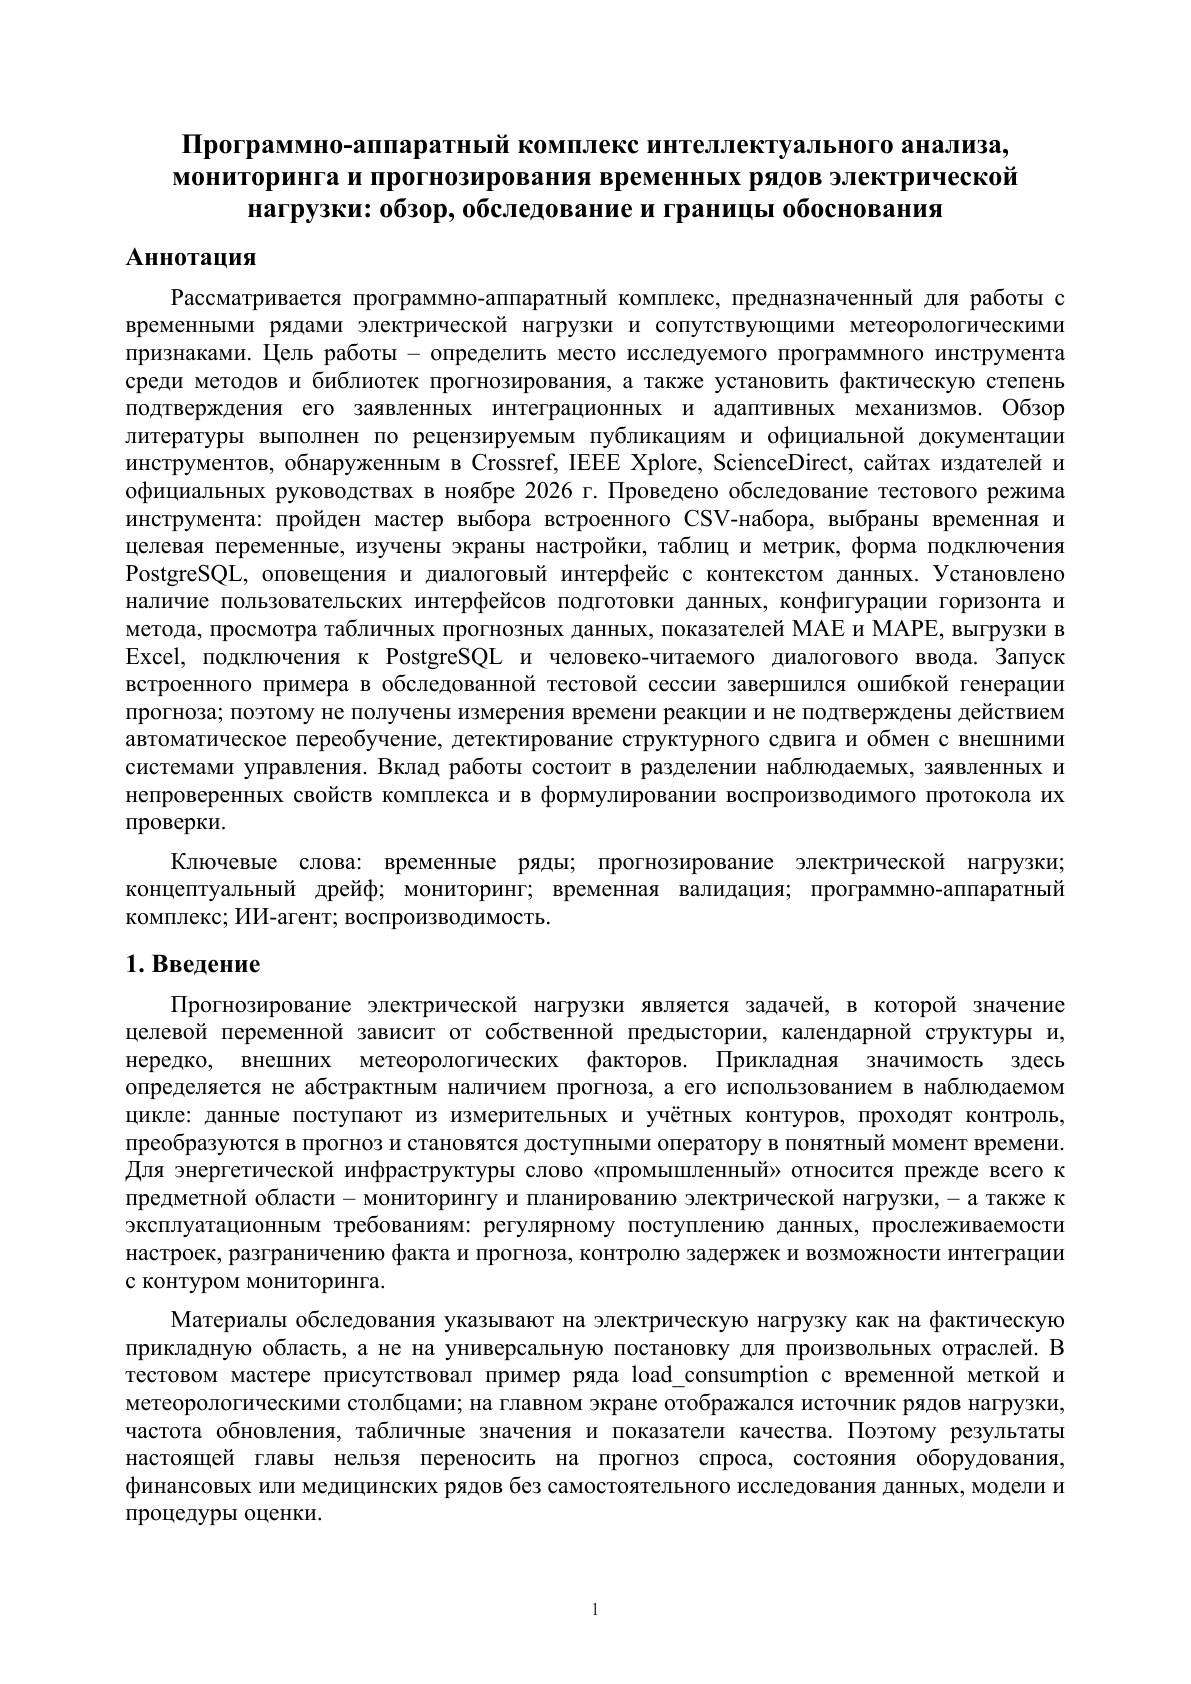 Программно-аппаратный комплекс интеллектуального анализа,
мониторинга и прогнозирования временных рядов электрической
нагрузки: обзор, обследование и границы обоснования
Аннотация
Рассматривается программно-аппаратный комплекс, предназначенный для работы с
временными рядами электрической нагрузки и сопутствующими метеорологическими
признаками. Цель работы – определить место исследуемого программного инструмента
среди методов и библиотек прогнозирования, а также установить фактическую степень
подтверждения его заявленных интеграционных и адаптивных механизмов. Обзор
литературы выполнен по рецензируемым публикациям и официальной документации
инструментов, обнаруженным в Crossref, IEEE Xplore, ScienceDirect, сайтах издателей и
официальных руководствах в ноябре 2026 г. Проведено обследование тестового режима
инструмента: пройден мастер выбора встроенного CSV-набора, выбраны временная и
целевая переменные, изучены экраны настройки, таблиц и метрик, форма подключения
PostgreSQL, оповещения и диалоговый интерфейс с контекстом данных. Установлено
наличие пользовательских интерфейсов подготовки данных, конфигурации горизонта и
метода, просмотра табличных прогнозных данных, показателей MAE и MAPE, выгрузки в
Excel, подключения к PostgreSQL и человеко-читаемого диалогового ввода. Запуск
встроенного примера в обследованной тестовой сессии завершился ошибкой генерации
прогноза; поэтому не получены измерения времени реакции и не подтверждены действием
автоматическое переобучение, детектирование структурного сдвига и обмен с внешними
системами управления. Вклад работы состоит в разделении наблюдаемых, заявленных и
непроверенных свойств комплекса и в формулировании воспроизводимого протокола их
проверки.
Ключевые слова: временные ряды; прогнозирование электрической нагрузки;
концептуальный дрейф; мониторинг; временная валидация; программно-аппаратный
комплекс; ИИ-агент; воспроизводимость.
1. Введение
Прогнозирование электрической нагрузки является задачей, в которой значение
целевой переменной зависит от собственной предыстории, календарной структуры и,
нередко, внешних метеорологических факторов. Прикладная значимость здесь
определяется не абстрактным наличием прогноза, а его использованием в наблюдаемом
цикле: данные поступают из измерительных и учётных контуров, проходят контроль,
преобразуются в прогноз и становятся доступными оператору в понятный момент времени.
Для энергетической инфраструктуры слово «промышленный» относится прежде всего к
предметной области – мониторингу и планированию электрической нагрузки, – а также к
эксплуатационным требованиям: регулярному поступлению данных, прослеживаемости
настроек, разграничению факта и прогноза, контролю задержек и возможности интеграции
с контуром мониторинга.
Материалы обследования указывают на электрическую нагрузку как на фактическую
прикладную область, а не на универсальную постановку для произвольных отраслей. В
тестовом мастере присутствовал пример ряда load_consumption с временной меткой и
метеорологическими столбцами; на главном экране отображался источник рядов нагрузки,
частота обновления, табличные значения и показатели качества. Поэтому результаты
настоящей главы нельзя переносить на прогноз спроса, состояния оборудования,
финансовых или медицинских рядов без самостоятельного исследования данных, модели и
процедуры оценки.
1